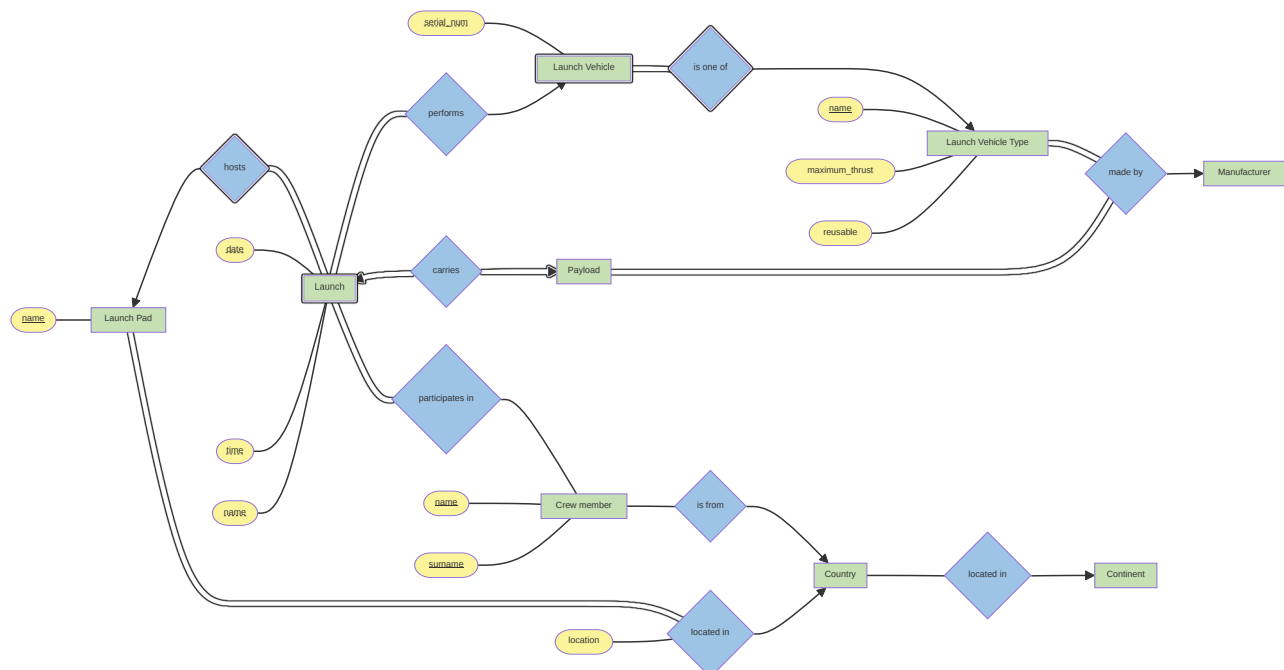 serial_num
Launch Vehicle
is one of
name
performs
Launch Vehicle Type
hosts
maximum_thrust
made by
Manufacturer
reusable
date
carries
Payload
Launch
name
Launch Pad
participates in
time
name
name
Crew member
is from
surname
Country
located in
Continent
location
located in